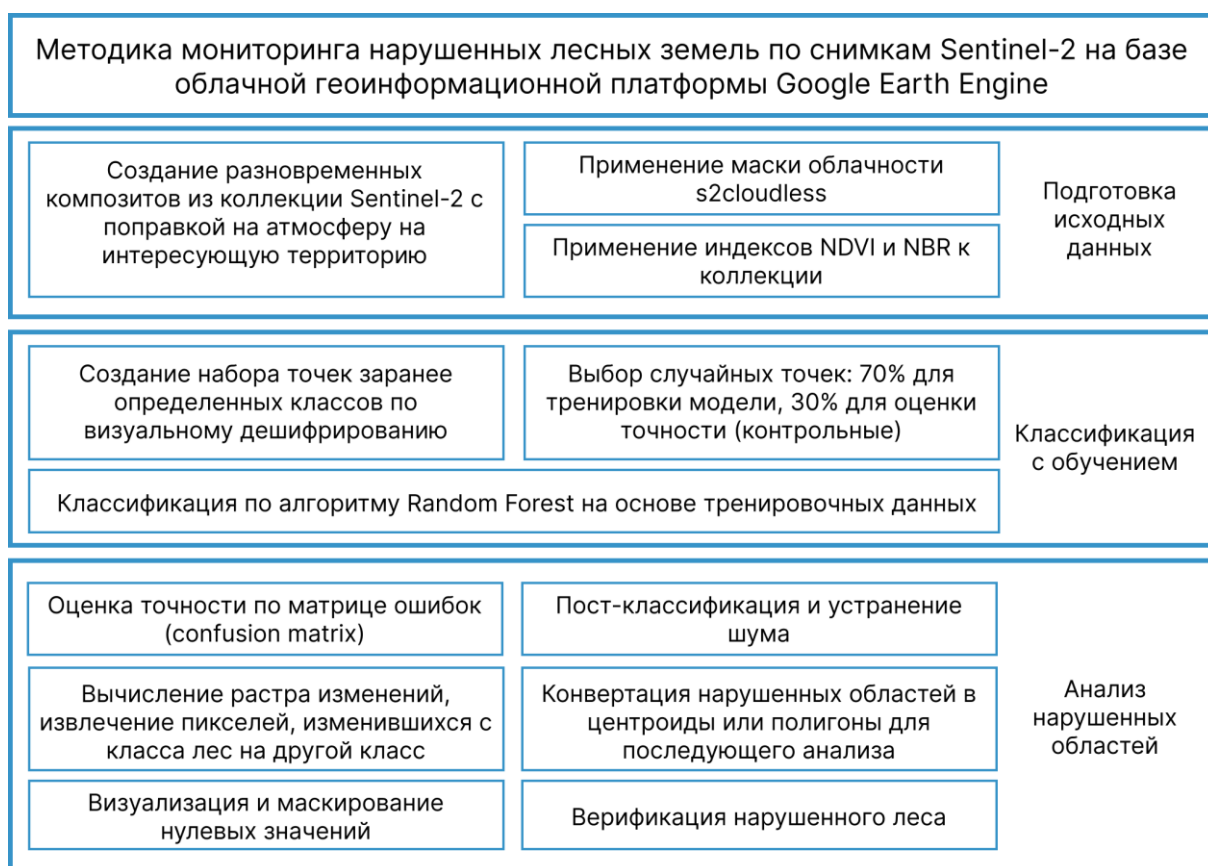 Методика мониторинга нарушенных лесных земель по снимкам Sentinel-2 на базе
облачной геоинформационной платформы Google Earth Engine
Создание разновременных
композитов из коллекции Sentinel-2 с
поправкой на атмосферу на
интересующую территорию
Применение маски облачности
s2cloudless
Применение индексов NDVI и NBR к
коллекции
Подготовка
исходных
данных
Создание набора точек заранее
определенных классов по
визуальному дешифрированию
Выбор случайных точек: 70% для
тренировки модели, 30% для оценки
точности (контрольные)
Классификация по алгоритму Random Forest на основе тренировочных данных
Классификация
с обучением
Оценка точности по матрице ошибок
(confusion matrix)
Пост-классификация и устранение
шума
Вычисление растра изменений,
извлечение пикселей, изменившихся с
класса лес на другой класс
Конвертация нарушенных областей в
центроиды или полигоны для
последующего анализа
Визуализация и маскирование
нулевых значений
Верификация нарушенного леса
Анализ
нарушенных
областей